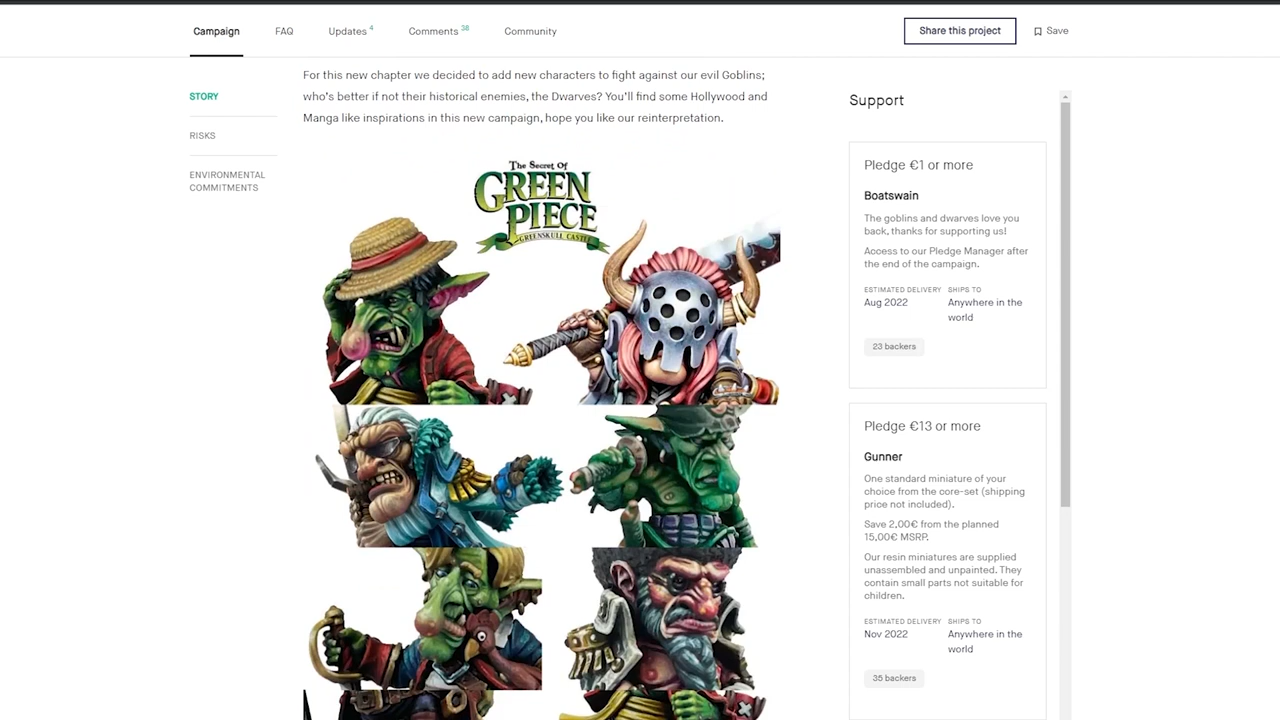 Campaign
FAQ
Updates 4
Comments 38
Community
Share this project
Save
STORY
RISKS
ENVIRONMENTAL
COMMITMENTS
For this new chapter we decided to add new characters to fight against our evil Goblins;
who's better if not their historical enemies, the Dwarves? You'll find some Hollywood and
Manga like inspirations in this new campaign, hope you like our reinterpretation.
The Secret Of
GREEN
PIECE
GREENSKULL CASTLE
Support
Pledge €1 or more
Boatswain
The goblins and dwarves love you
back, thanks for supporting us!
Access to our Pledge Manager after
the end of the campaign.
ESTIMATED DELIVERY
Aug 2022
SHIPS TO
Anywhere in the
world
23 backers
Pledge €13 or more
Gunner
One standard miniature of your
choice from the core-set (shipping
price not included).
Save 2,00€ from the planned
15,00€ MSRP.
Our resin miniatures are supplied
unassembled and unpainted. They
contain small parts not suitable for
children.
ESTIMATED DELIVERY
Nov 2022
SHIPS TO
Anywhere in the
world
35 backers